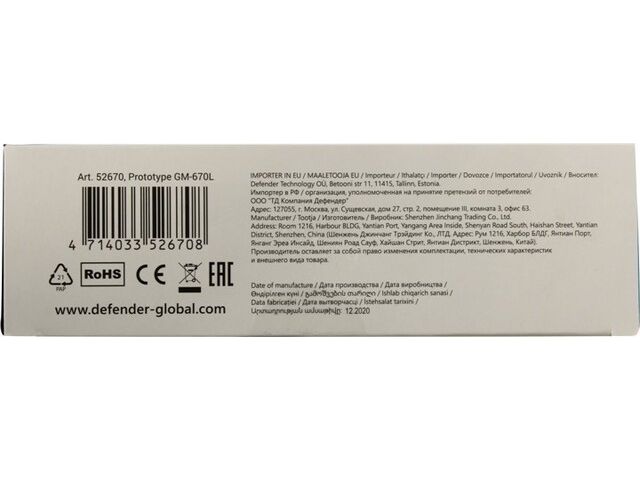 Art. 52670, Prototype GM-670L
4 714033 526708
21
PAP
RoHS
CE
EAC
www.defender-global.com
IMPORTER IN EU / MAALETOOJA EU / Importeur / Ithalatçı / Importer / Dovozce / Importatorul / Uvoznik / Вносител:
Defender Technology OÜ, Betooni str 11, 11415, Tallinn, Estonia.
Импортер в РФ / организация, уполномоченная на принятие претензий от потребителей:
ООО "ТД Компания Дефендер"
Адрес: 127055, г. Москва, ул. Сущевская, дом 27, стр. 2, помещение III, комната 3, офис 63.
Manufacturer / Tootja / Изготовитель / Виробник: Shenzhen Jinchang Trading Co., Ltd.
Address: Room 1216, Harbour BLDG, Yantian Port, Yangang Area Inside, Shenyan Road South, Haishan Street, Yantian
District, Shenzhen, China (Шеньжень Джинчанг Трэйдинг Ко., ЛТД. Адрес: Рум 1216, Харбор БЛДГ, Янтиан Порт,
Янганг Эреа Инсайд, Шениян Роад Сауф, Хайшан Стрит, Янтиан Дистрикт, Шеньжень, Китай).
Производитель оставляет за собой право изменения комплектации, технических характеристик
и внешнего вида товара.
Date of manufacture / Дата производства / Дата виробництва /
Өндірілген күні / გამოშვების თარიღი / Ishlab chiqarich sanasi /
Data fabricației / Дата вытворчасці / İstehsalat tarixini /
Արտադրության ամսաթիվը: 12.2020